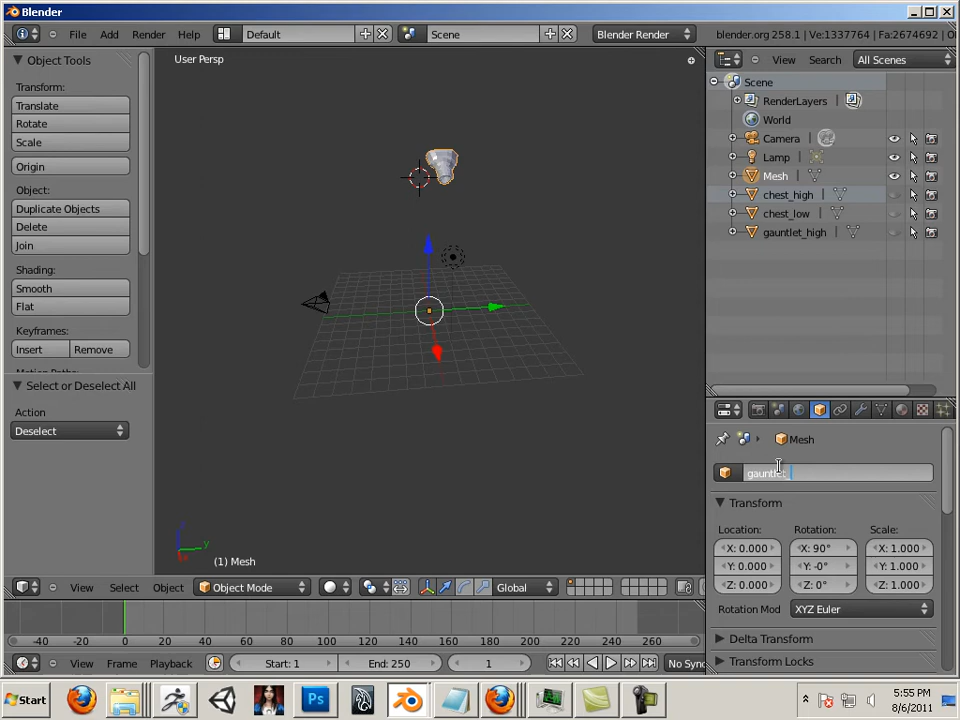 Blender
File Add Render Help Default Scene Blender Render blender.org 258.1 | Ve:1337764 | Fa:2674692 |
Object Tools
Transform:
Translate
Rotate
Scale
Origin
Object:
Duplicate Objects
Delete
Join
Shading:
Smooth
Flat
Keyframes:
Insert Remove
Select or Deselect All
Action
Deselect
User Persp
(1) Mesh
View Select Object Object Mode Global
View Search All Scenes
Scene
RenderLayers
World
Camera
Lamp
Mesh
chest_high
chest_low
gauntlet_high
Mesh
Transform
Location: Rotation: Scale:
X: 0.000 X: 90° X: 1.000
Y: 0.000 Y: -0° Y: 1.000
Z: 0.000 Z: 0° Z: 1.000
Rotation Mod XYZ Euler
Delta Transform
Transform Locks
-40 -20 0 20 40 60 80 100 120 140 160 180 200 220 240 260
View Frame Playback Start: 1 End: 250 1 No Sync
Start Ps 5:55 PM
8/6/2011